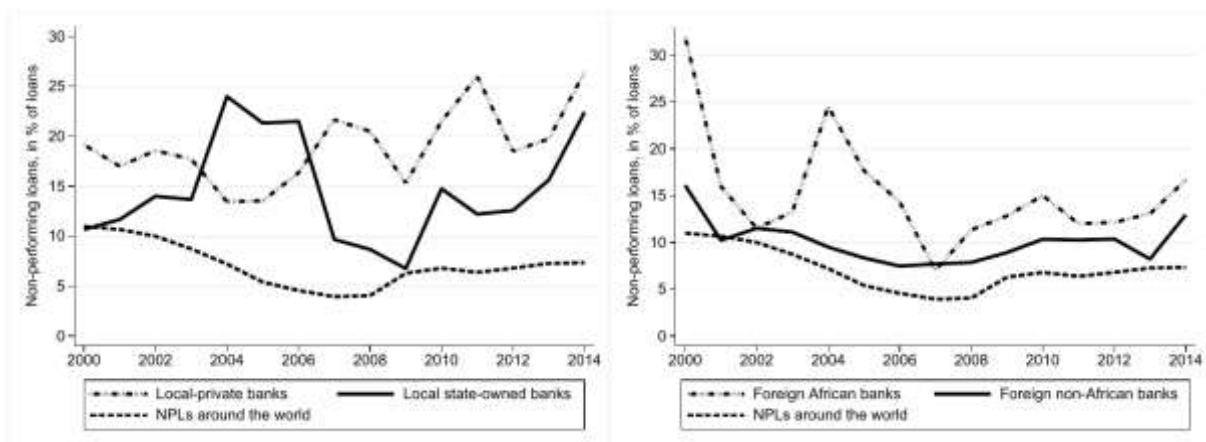 Non-performing loans, in % of loans
30
25
20
15
10
5
0
2000 2002 2004 2006 2008 2010 2012 2014
Local-private banks Local state-owned banks
NPLs around the world
Non-performing loans, in % of loans
30
25
20
15
10
5
0
2000 2002 2004 2006 2008 2010 2012 2014
Foreign African banks Foreign non-African banks
NPLs around the world